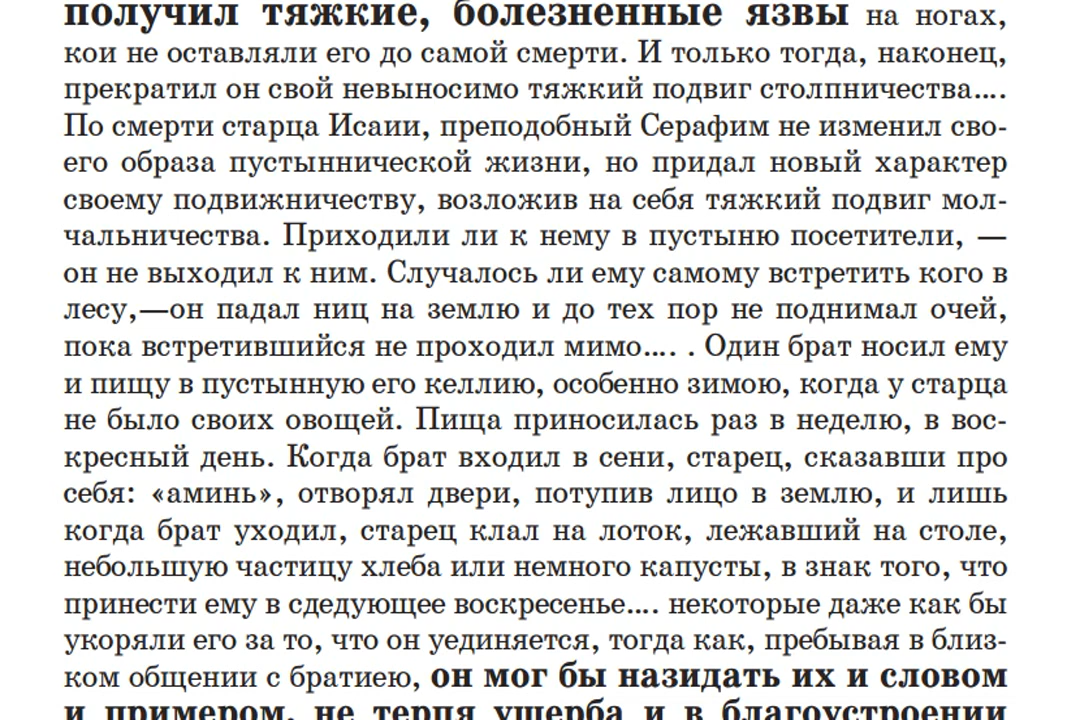 получил тяжкие, болезненные язвы на ногах,
кои не оставляли его до самой смерти. И только тогда, наконец,
прекратил он свой невыносимо тяжкий подвиг столпничества....
По смерти старца Исаии, преподобный Серафим не изменил сво-
его образа пустыннической жизни, но придал новый характер
своему подвижничеству, возложив на себя тяжкий подвиг мол-
чальничества. Приходили ли к нему в пустыню посетители, —
он не выходил к ним. Случалось ли ему самому встретить кого в
лесу,—он падал ниц на землю и до тех пор не поднимал очей,
пока встретившийся не проходил мимо.... . Один брат носил ему
и пищу в пустынную его келлию, особенно зимою, когда у старца
не было своих овощей. Пища приносилась раз в неделю, в вос-
кресный день. Когда брат входил в сени, старец, сказавши про
себя: «аминь», отворял двери, потупив лицо в землю, и лишь
когда брат уходил, старец клал на лоток, лежавший на столе,
небольшую частицу хлеба или немного капусты, в знак того, что
принести ему в сдедующее воскресенье.... некоторые даже как бы
укоряли его за то, что он уединяется, тогда как, пребывая в близ-
ком общении с братиею, он мог бы назидать их и словом
и примером, не терпя ущерба и в благоустроении